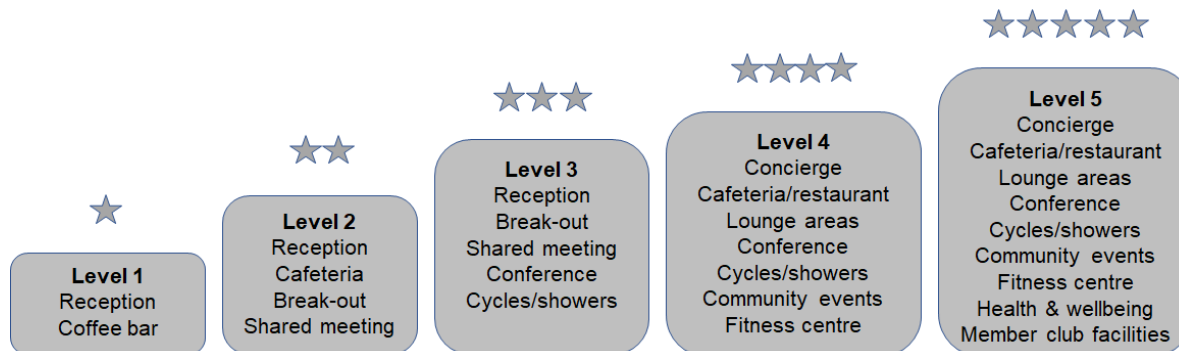 Level 1
Reception
Coffee bar
Level 2
Reception
Cafeteria
Break-out
Shared meeting
Level 3
Reception
Break-out
Shared meeting
Conference
Cycles/showers
Level 4
Concierge
Cafeteria/restaurant
Lounge areas
Conference
Cycles/showers
Community events
Fitness centre
Level 5
Concierge
Cafeteria/restaurant
Lounge areas
Conference
Cycles/showers
Community events
Fitness centre
Health & wellbeing
Member club facilities